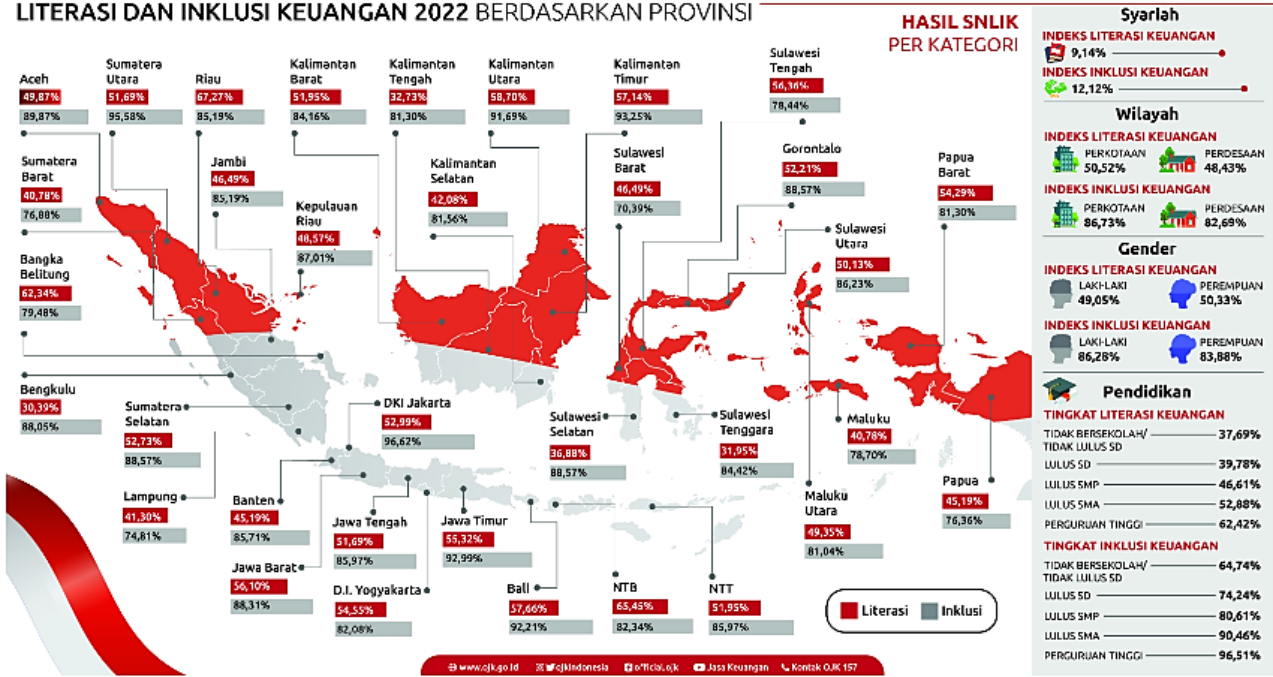 LITERASI DAN INKLUSI KEUANGAN 2022 BERDASARKAN PROVINSI
HASIL SNLIK
PER KATEGORI
Aceh
49,87%
89,87%
Sumatera
Utara
51,69%
95,58%
Riau
67,27%
85,19%
Kalimantan
Barat
51,95%
84,16%
Kalimantan
Tengah
32,73%
81,30%
Kalimantan
Utara
58,70%
91,69%
Kalimantan
Timur
57,14%
93,25%
Sulawesi
Tengah
56,36%
78,44%
Sumatera
Barat
40,78%
76,88%
Jambi
46,49%
85,19%
Kepulauan
Riau
48,57%
87,01%
Kalimantan
Selatan
42,08%
81,56%
Sulawesi
Barat
46,49%
70,39%
Gorontalo
52,21%
88,57%
Papua
Barat
54,29%
81,30%
Sulawesi
Utara
50,13%
86,23%
Bangka
Belitung
62,34%
79,48%
Bengkulu
30,39%
88,05%
Sumatera
Selatan
52,73%
88,57%
DKI Jakarta
52,99%
96,62%
Sulawesi
Selatan
36,88%
88,57%
Sulawesi
Tenggara
31,95%
84,42%
Maluku
40,78%
78,70%
Papua
45,19%
76,36%
Lampung
41,30%
74,81%
Banten
45,19%
85,71%
Jawa Tengah
51,69%
85,97%
Jawa Timur
55,32%
92,99%
Maluku
Utara
49,35%
81,04%
Jawa Barat
56,10%
88,31%
D.I. Yogyakarta
54,55%
82,08%
Bali
57,66%
92,21%
NTB
65,45%
82,34%
NTT
51,95%
85,97%
Literasi
Inklusi
www.ojk.go.id
ojkindonesia
official.ojk
Jasa Keuangan
Kontak OJK 157
Syariah
INDEKS LITERASI KEUANGAN
9,14%
INDEKS INKLUSI KEUANGAN
12,12%
Wilayah
INDEKS LITERASI KEUANGAN
PERKOTAAN PERDESAAN
50,52% 48,43%
INDEKS INKLUSI KEUANGAN
PERKOTAAN PERDESAAN
86,73% 82,69%
Gender
INDEKS LITERASI KEUANGAN
LAKI-LAKI PEREMPUAN
49,05% 50,33%
INDEKS INKLUSI KEUANGAN
LAKI-LAKI PEREMPUAN
86,28% 83,88%
Pendidikan
TINGKAT LITERASI KEUANGAN
TIDAK BERSEKOLAH/ 37,69%
TIDAK LULUS SD
LULUS SD 39,78%
LULUS SMP 46,61%
LULUS SMA 52,88%
PERGURUAN TINGGI 62,42%
TINGKAT INKLUSI KEUANGAN
TIDAK BERSEKOLAH/ 64,74%
TIDAK LULUS SD
LULUS SD 74,24%
LULUS SMP 80,61%
LULUS SMA 90,46%
PERGURUAN TINGGI 96,51%